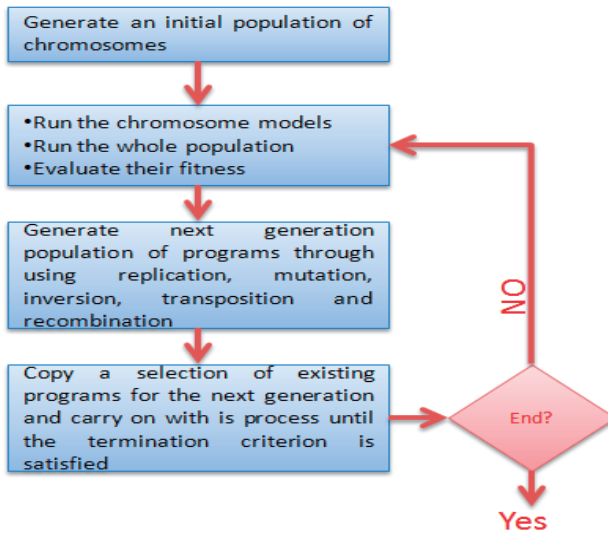 Generate an initial population of
chromosomes
•Run the chromosome models
•Run the whole population
•Evaluate their fitness
Generate next generation
population of programs through
using replication, mutation,
inversion, transposition and
recombination
Copy a selection of existing
programs for the next generation
and carry on with is process until
the termination criterion is
satisfied
NO
End?
Yes